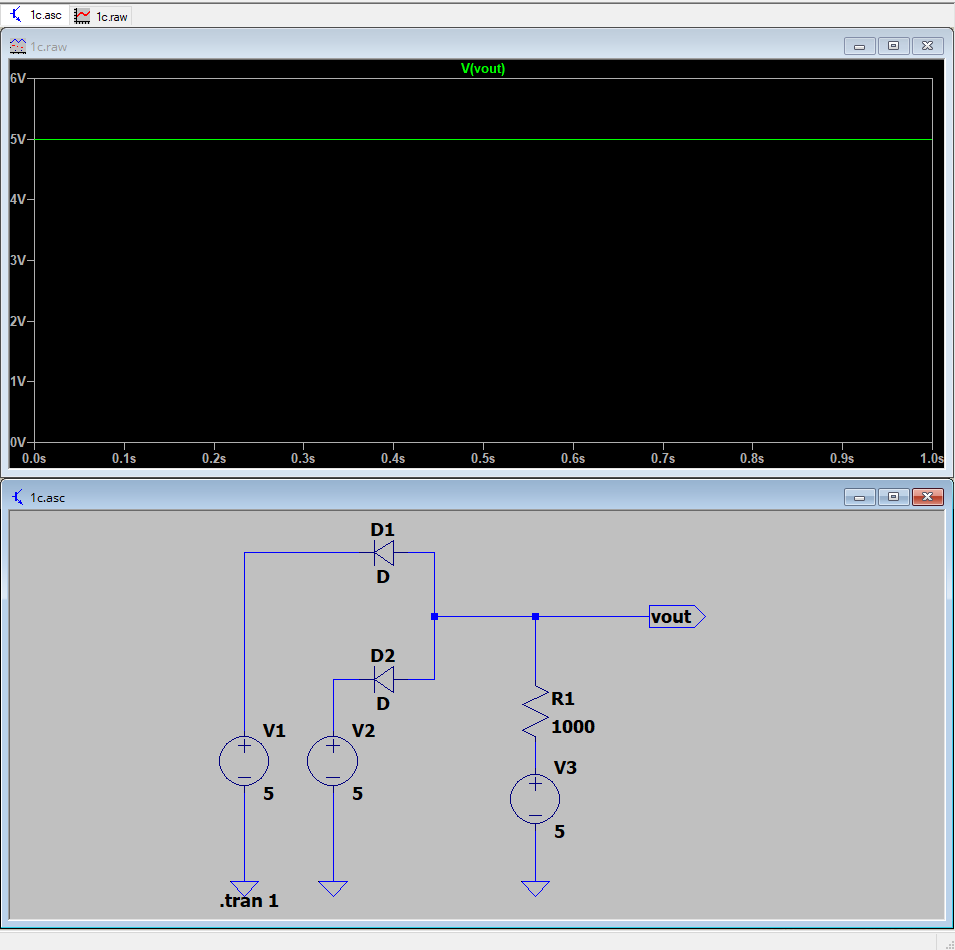 1c.asc 1c.raw
1c.raw
V(vout)
6V
5V
4V
3V
2V
1V
0V
0.0s 0.1s 0.2s 0.3s 0.4s 0.5s 0.6s 0.7s 0.8s 0.9s 1.0s
1c.asc
D1
D
vout
D2
D
R1
1000
V1
V2
V3
5
5
5
.tran 1